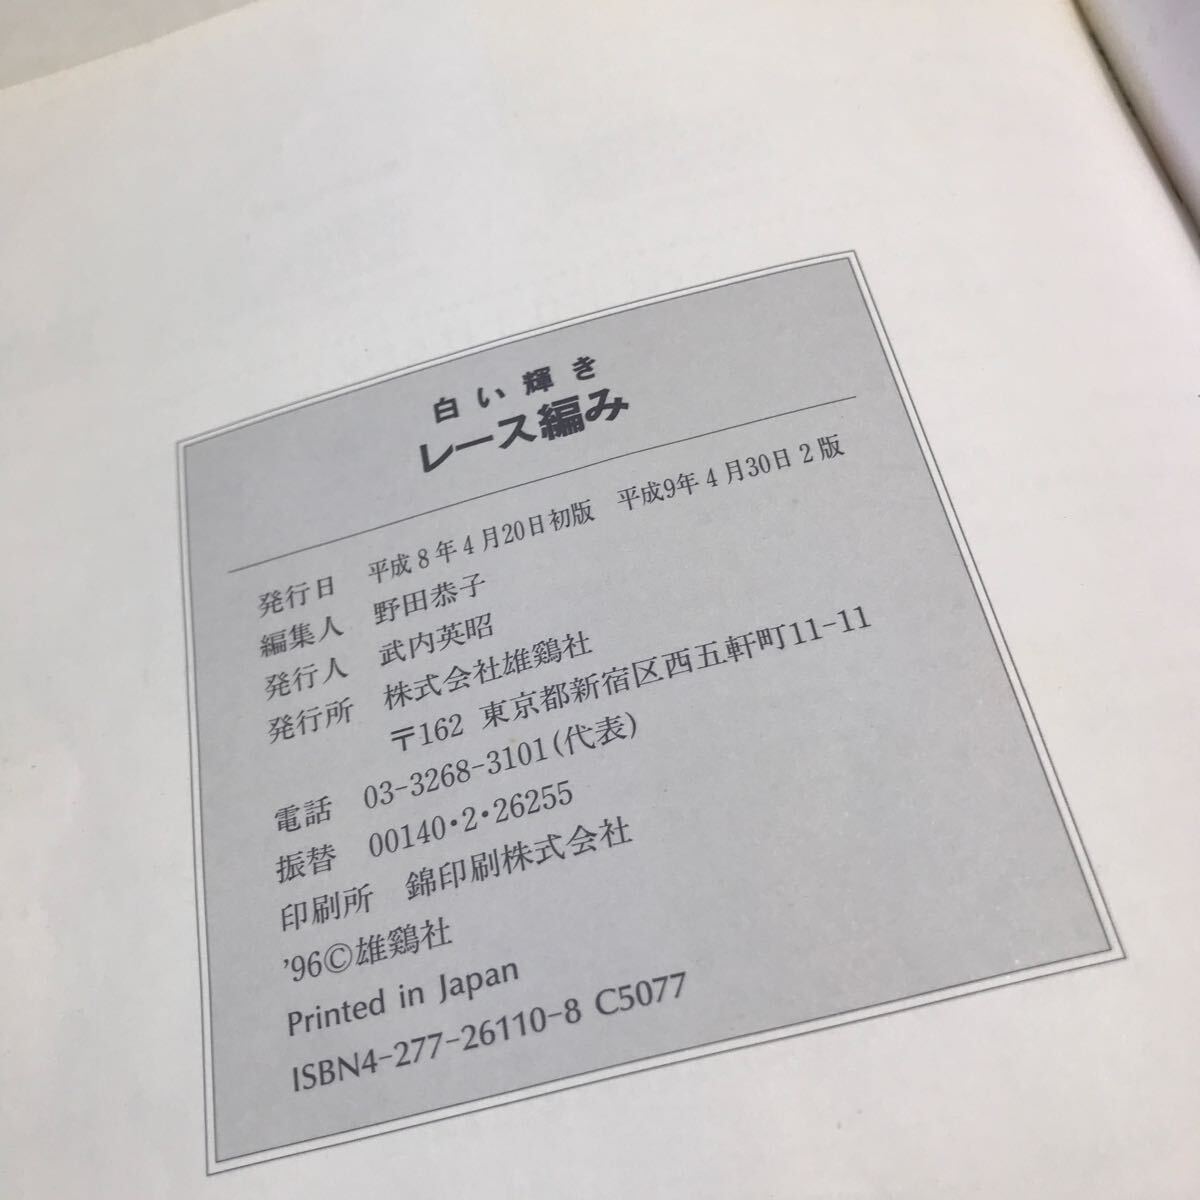 白い輝き
レース編み
発行日 平成8年4月20日初版 平成9年4月30日2版
編集人 野田恭子
発行人 武内英昭
発行所 株式会社雄鷄社
〒162 東京都新宿区西五軒町11-11
電話 03-3268-3101(代表)
振替 00140・2・26255
印刷所 錦印刷株式会社
'96©雄鷄社
Printed in Japan
ISBN4-277-26110-8 C5077